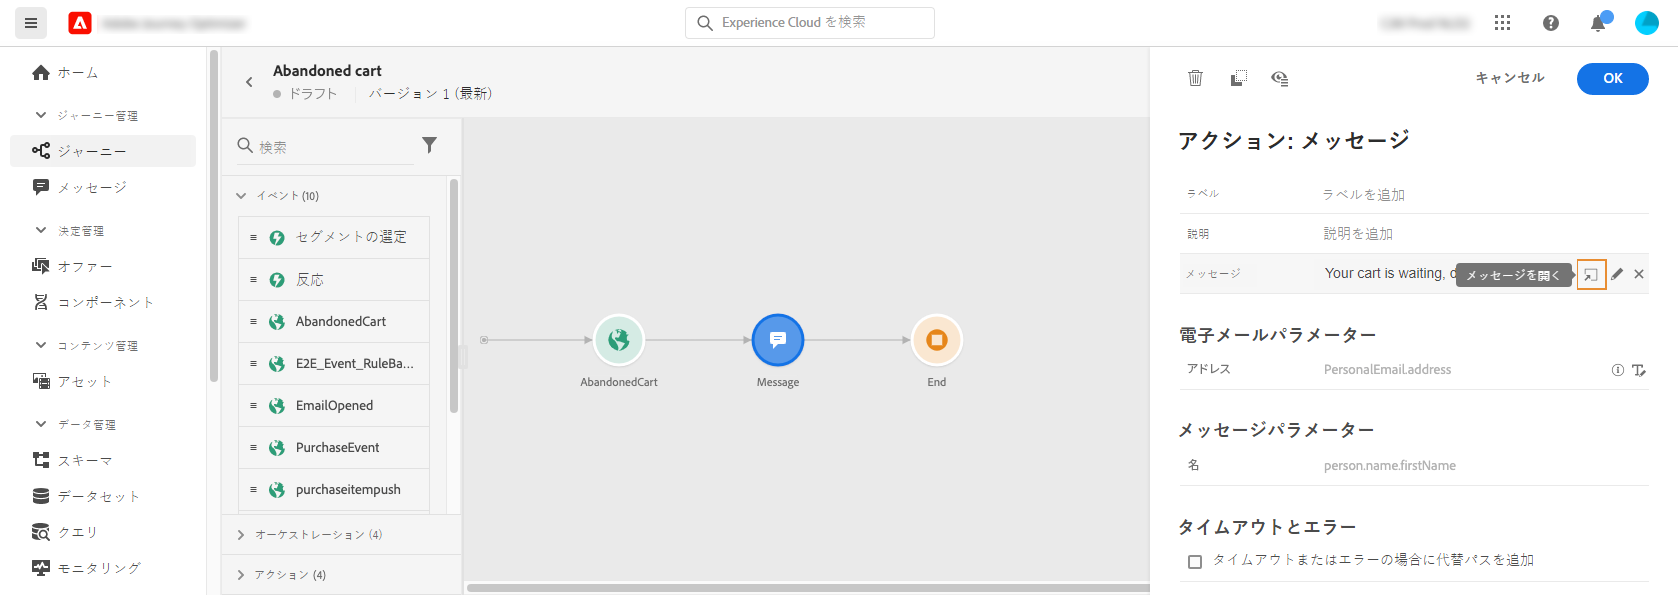 Experience Cloud を検索
ホーム
ジャーニー管理
ジャーニー
メッセージ
決定管理
オファー
コンポーネント
コンテンツ管理
アセット
データ管理
スキーマ
データセット
クエリ
モニタリング
Abandoned cart
ドラフト バージョン 1 (最新)
検索
イベント (10)
セグメントの選定
反応
AbandonedCart
E2E_Event_RuleBa...
EmailOpened
PurchaseEvent
purchaseitempush
オーケストレーション (4)
アクション (4)
AbandonedCart
Message
End
キャンセル
OK
アクション: メッセージ
ラベル ラベルを追加
説明 説明を追加
メッセージ Your cart is waiting, d
メッセージを開く
電子メールパラメーター
アドレス PersonalEmail.address
メッセージパラメーター
名 person.name.firstName
タイムアウトとエラー
タイムアウトまたはエラーの場合に代替パスを追加